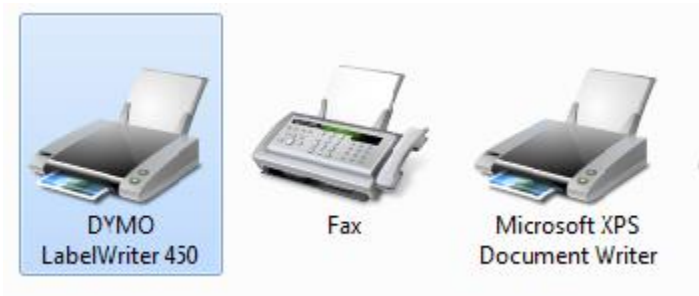 DYMO
LabelWriter 450
Fax
Microsoft XPS
Document Writer